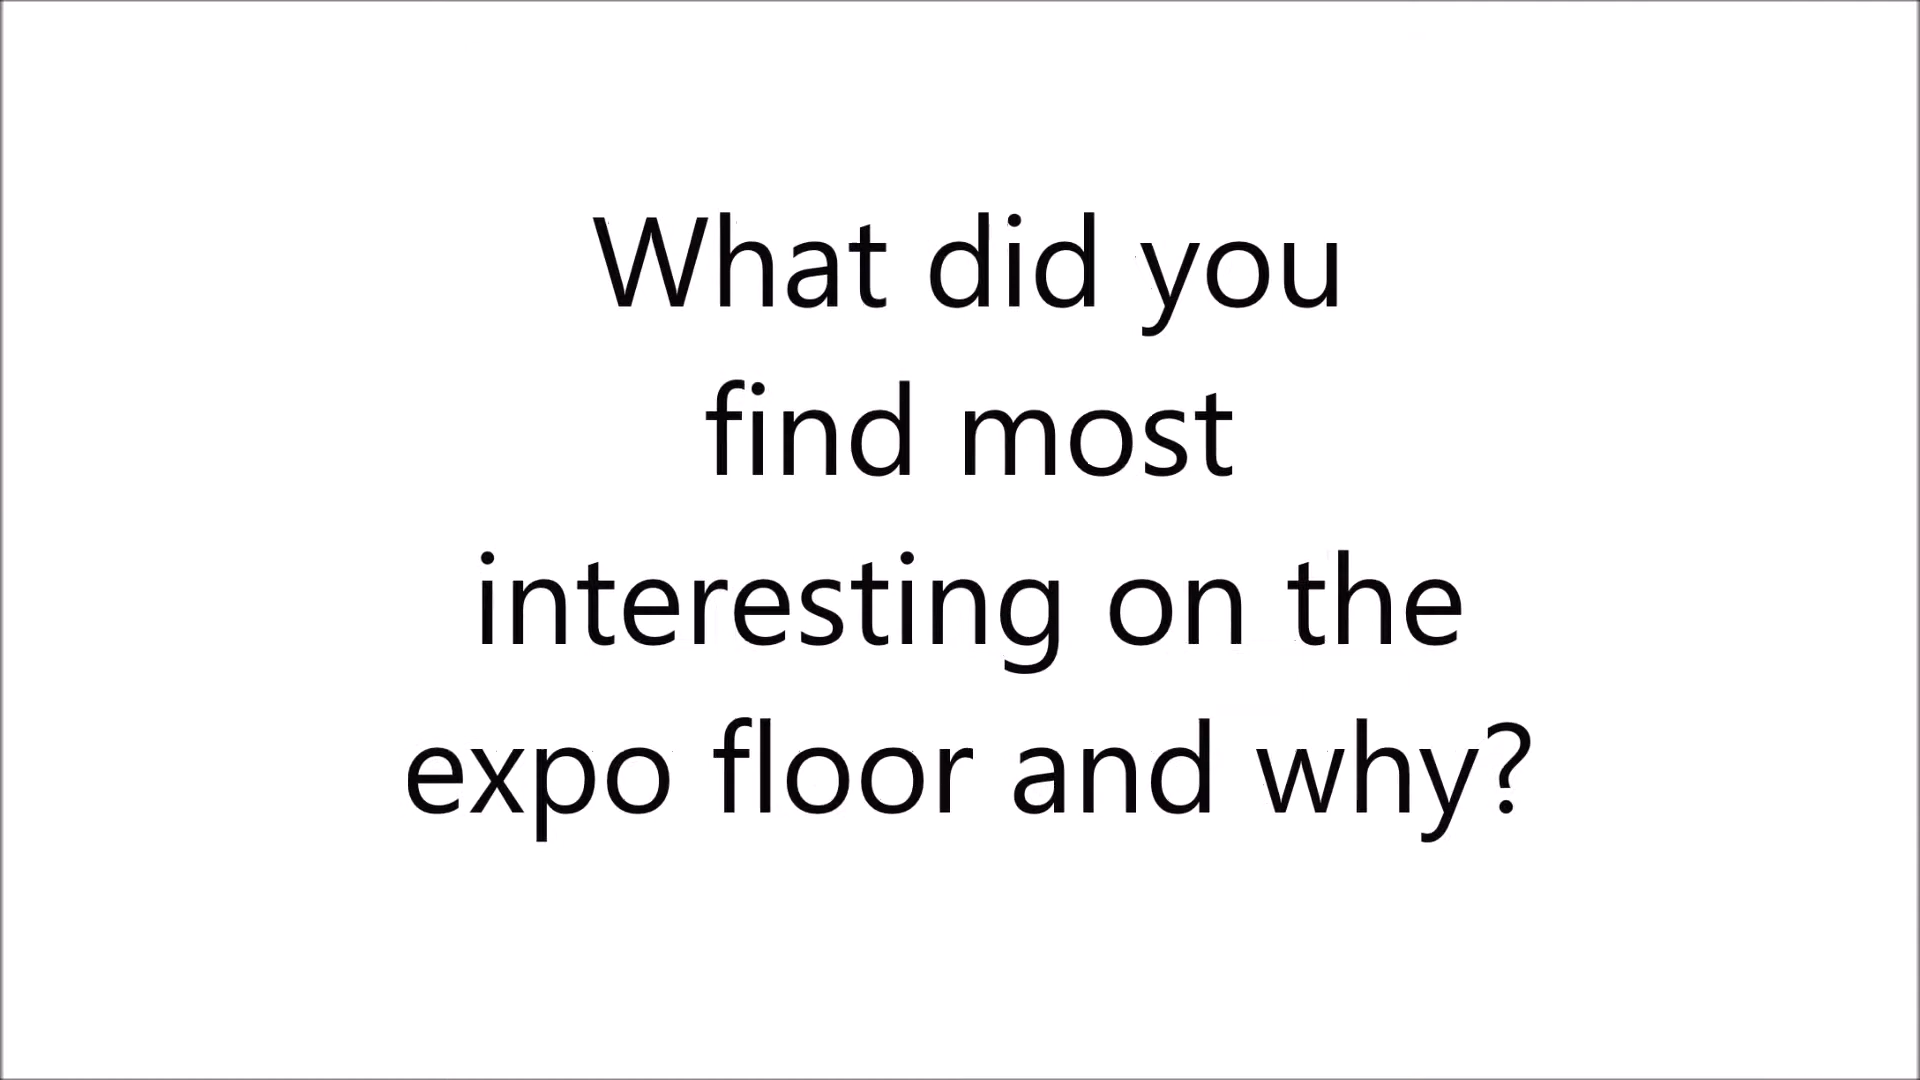 What did you
find most
interesting on the
expo floor and why?